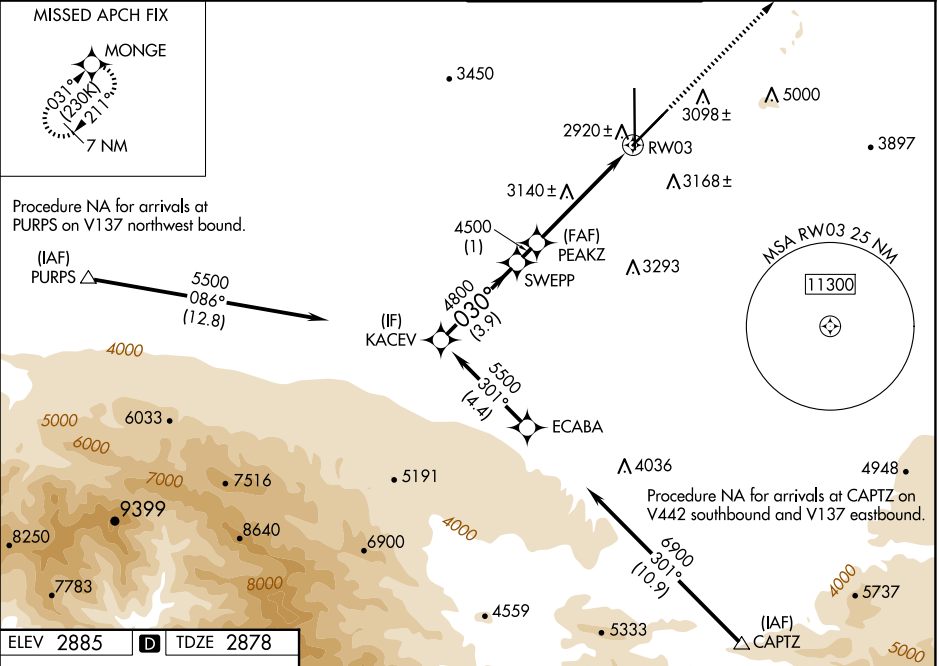 MISSED APCH FIX
MONGE
031°
(230K)
211°
7 NM
3450
5000
3098 ±
2920 ±
RW03
3897
3140 ±
3168 ±
Procedure NA for arrivals at
PURPS on V137 northwest bound.
4500
(1)
(FAF)
PEAKZ
SWEPP
MSA RW03 25 NM
11300
(IAF)
PURPS
5500
086°
(12.8)
3293
4800
030°
(3.9)
(IF)
KACEV
4000
5500
301°
(4.4)
ECABA
5000
6033
6000
7000
7516
5191
4036
4948
Procedure NA for arrivals at CAPTZ on
V442 southbound and V137 eastbound.
9399
8250
8640
6900
4000
6900
301°
(10.9)
7783
8000
4559
4000
5737
5333
(IAF)
CAPTZ
5000
ELEV 2885
D
TDZE 2878